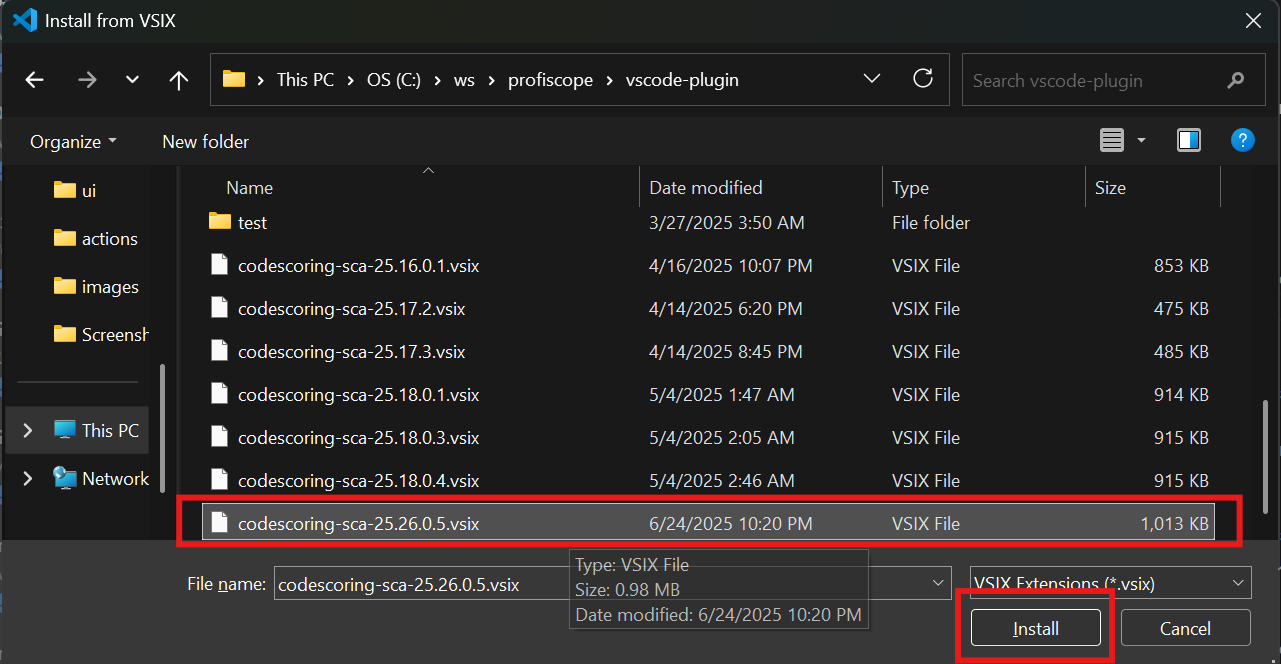 Install from VSIX
This PC > OS (C:) > ws > profiscope > vscode-plugin
Search vscode-plugin
Organize
New folder
?
Name Date modified Type Size
ui
actions
images
Screensh
This PC
Network
test 3/27/2025 3:50 AM File folder
codescoring-sca-25.16.0.1.vsix 4/16/2025 10:07 PM VSIX File 853 KB
codescoring-sca-25.17.2.vsix 4/14/2025 6:20 PM VSIX File 475 KB
codescoring-sca-25.17.3.vsix 4/14/2025 8:45 PM VSIX File 485 KB
codescoring-sca-25.18.0.1.vsix 5/4/2025 1:47 AM VSIX File 914 KB
codescoring-sca-25.18.0.3.vsix 5/4/2025 2:05 AM VSIX File 915 KB
codescoring-sca-25.18.0.4.vsix 5/4/2025 2:46 AM VSIX File 915 KB
codescoring-sca-25.26.0.5.vsix 6/24/2025 10:20 PM VSIX File 1,013 KB
File name: codescoring-sca-25.26.0.5.vsix
VSIX Extensions (*.vsix)
Type: VSIX File
Size: 0.98 MB
Date modified: 6/24/2025 10:20 PM
Install
Cancel